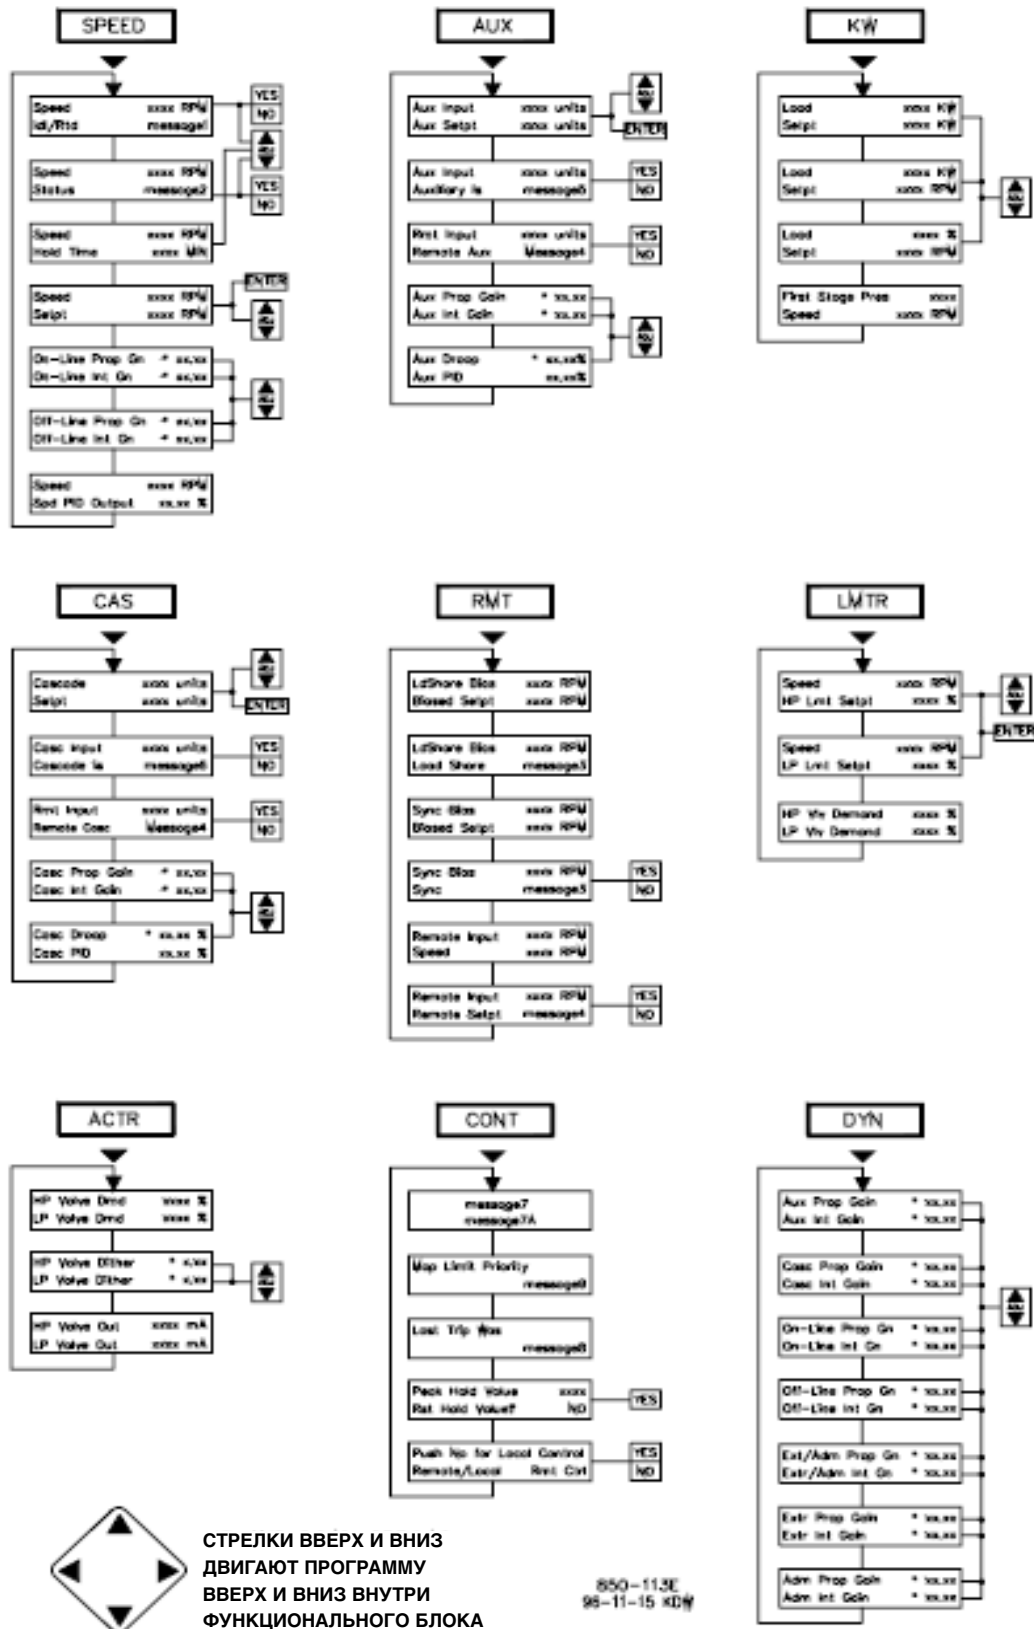 SPEED
Speed xxxx RPM
Idl/Rtd message1
YES
NO
ADJ
Speed xxxx RPM
Status message2
YES
NO
Speed xxxx RPM
Hold Time xxxx MIN
Speed xxxx RPM
Setpt xxxx RPM
ENTER
ADJ
On-Line Prop Gn * xx.xx
On-Line Int Gn * xx.xx
ADJ
Off-Line Prop Gn * xx.xx
Off-Line Int Gn * xx.xx
Speed xxxx RPM
Spd PID Output xx.xx %
AUX
Aux Input xxxx units
Aux Setpt xxxx units
ADJ
ENTER
Aux Input xxxx units
Auxiliary is message6
YES
NO
Rmt Input xxxx units
Remote Aux Message4
YES
NO
Aux Prop Gain * xx.xx
Aux Int Gain * xx.xx
ADJ
Aux Droop * xx.xx%
Aux PID xx.xx%
KW
Load xxxx KW
Setpt xxxx KW
Load xxxx KW
Setpt xxxx RPM
ADJ
Load xxxx %
Setpt xxxx RPM
First Stage Pres xxxx
Speed xxxx RPM
CAS
Cascade xxxx units
Setpt xxxx units
ADJ
ENTER
Casc Input xxxx units
Cascade is message6
YES
NO
Rmt Input xxxx units
Remote Casc Message4
YES
NO
Casc Prop Gain * xx.xx
Casc Int Gain * xx.xx
ADJ
Casc Droop * xx.xx %
Casc PID xx.xx %
RMT
LdShare Bias xxxx RPM
Biased Setpt xxxx RPM
LdShare Bias xxxx RPM
Load Share message3
Sync Bias xxxx RPM
Biased Setpt xxxx RPM
Sync Bias xxxx RPM
Sync message3
YES
NO
Remote Input xxxx RPM
Speed xxxx RPM
Remote Input xxxx RPM
Remote Setpt message4
YES
NO
LMTR
Speed xxxx RPM
HP Lmt Setpt xxxx %
ADJ
ENTER
Speed xxxx RPM
LP Lmt Setpt xxxx %
HP Vlv Demand xxxx %
LP Vlv Demand xxxx %
ACTR
HP Valve Dmd xxxx %
LP Valve Dmd xxxx %
HP Valve Dither * x.xx
LP Valve Dither * x.xx
ADJ
HP Valve Out xxxx mA
LP Valve Out xxxx mA
CONT
message7
message7A
Map Limit Priority
message9
Last Trip Was
message8
Peak Hold Value xxxx
Rst Hold Value? NO
YES
Push No for Local Control
Remote/Local Rmt Ctrl
YES
NO
DYN
Aux Prop Gain * xx.xx
Aux Int Gain * xx.xx
Casc Prop Gain * xx.xx
Casc Int Gain * xx.xx
ADJ
On-Line Prop Gn * xx.xx
On-Line Int Gn * xx.xx
Off-Line Prop Gn * xx.xx
Off-Line Int Gn * xx.xx
Ext/Adm Prop Gn * xx.xx
Extr/Adm Int Gn * xx.xx
Extr Prop Gain * xx.xx
Extr Int Gain * xx.xx
Adm Prop Gain * xx.xx
Adm Int Gain * xx.xx
СТРЕЛКИ ВВЕРХ И ВНИЗ
ДВИГАЮТ ПРОГРАММУ
ВВЕРХ И ВНИЗ ВНУТРИ
ФУНКЦИОНАЛЬНОГО БЛОКА
850-113E
96-11-15 KDW